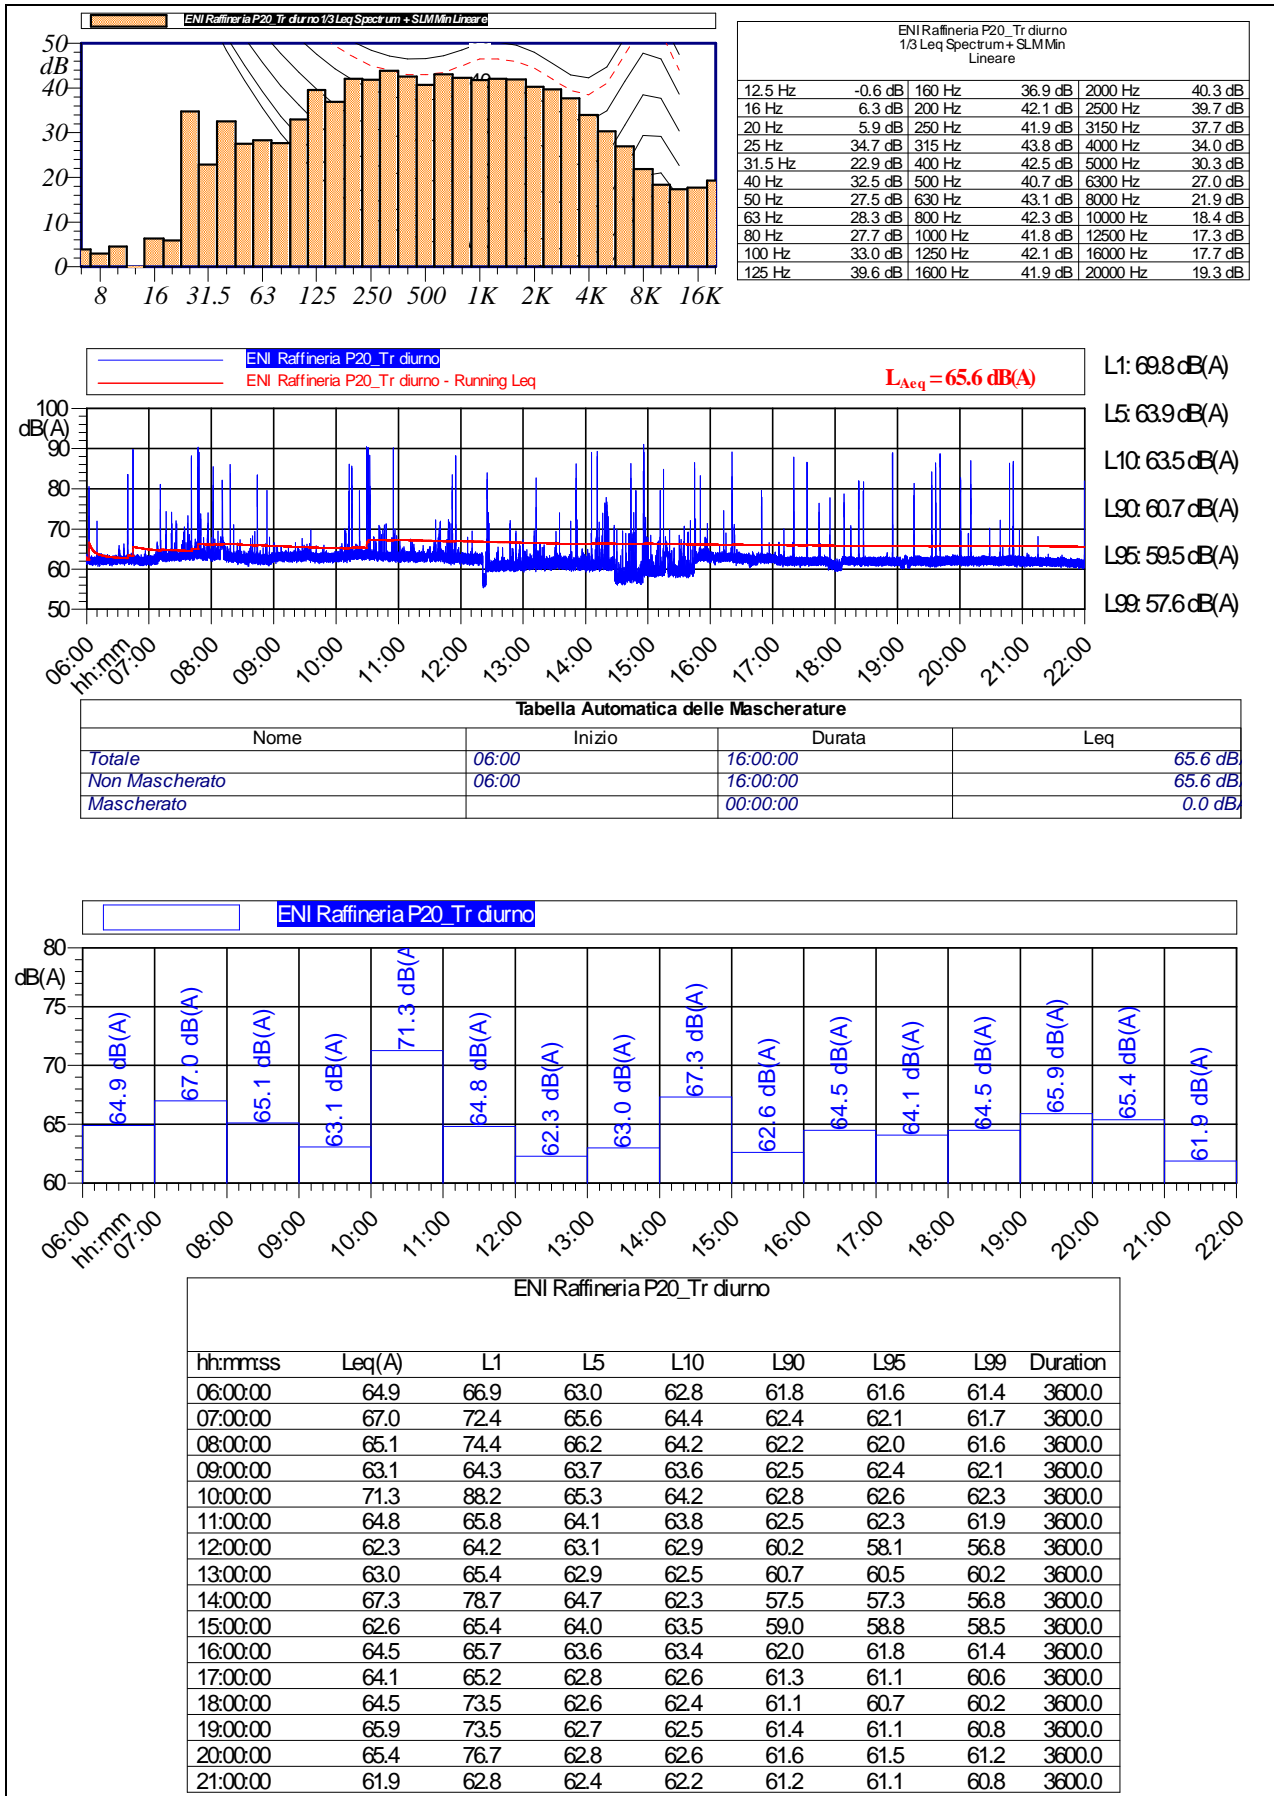 ENI Raffineria P20_Tr diurno 1/3 Leq Spectrum + SLM Min Lineare
50
dB
40
30
20
10
0
8 16 31.5 63 125 250 500 1K 2K 4K 8K 16K
ENI Raffineria P20_Tr diurno
1/3 Leq Spectrum + SLM Min
Lineare
12.5 Hz -0.6 dB 160 Hz 36.9 dB 2000 Hz 40.3 dB
16 Hz 6.3 dB 200 Hz 42.1 dB 2500 Hz 39.7 dB
20 Hz 5.9 dB 250 Hz 41.9 dB 3150 Hz 37.7 dB
25 Hz 34.7 dB 315 Hz 43.8 dB 4000 Hz 34.0 dB
31.5 Hz 22.9 dB 400 Hz 42.5 dB 5000 Hz 30.3 dB
40 Hz 32.5 dB 500 Hz 40.7 dB 6300 Hz 27.0 dB
50 Hz 27.5 dB 630 Hz 43.1 dB 8000 Hz 21.9 dB
63 Hz 28.3 dB 800 Hz 42.3 dB 10000 Hz 18.4 dB
80 Hz 27.7 dB 1000 Hz 41.8 dB 12500 Hz 17.3 dB
100 Hz 33.0 dB 1250 Hz 42.1 dB 16000 Hz 17.7 dB
125 Hz 39.6 dB 1600 Hz 41.9 dB 20000 Hz 19.3 dB
ENI Raffineria P20_Tr diurno
ENI Raffineria P20_Tr diurno - Running Leq
LAeq = 65.6 dB(A)
100
dB(A)
90
80
70
60
50
06:00 07:00 08:00 09:00 10:00 11:00 12:00 13:00 14:00 15:00 16:00 17:00 18:00 19:00 20:00 21:00 22:00
hh:mm
L1: 69.8 dB(A)
L5: 63.9 dB(A)
L10: 63.5 dB(A)
L90: 60.7 dB(A)
L95: 59.5 dB(A)
L99: 57.6 dB(A)
Tabella Automatica delle Mascherature
Nome Inizio Durata Leq
Totale 06:00 16:00:00 65.6 dB
Non Mascherato 06:00 16:00:00 65.6 dB
Mascherato 00:00:00 0.0 dB
ENI Raffineria P20_Tr diurno
80
dB(A)
75
70
65
60
64.9 dB(A)
67.0 dB(A)
65.1 dB(A)
63.1 dB(A)
71.3 dB(A
64.8 dB(A)
62.3 dB(A)
63.0 dB(A)
67.3 dB(A)
62.6 dB(A)
64.5 dB(A)
64.1 dB(A)
64.5 dB(A)
65.9 dB(A)
65.4 dB(A)
61.9 dB(A)
06:00 07:00 08:00 09:00 10:00 11:00 12:00 13:00 14:00 15:00 16:00 17:00 18:00 19:00 20:00 21:00 22:00
hh:mm
ENI Raffineria P20_Tr diurno
hh:mm:ss Leq(A) L1 L5 L10 L90 L95 L99 Duration
06:00:00 64.9 66.9 63.0 62.8 61.8 61.6 61.4 3600.0
07:00:00 67.0 72.4 65.6 64.4 62.4 62.1 61.7 3600.0
08:00:00 65.1 74.4 66.2 64.2 62.2 62.0 61.6 3600.0
09:00:00 63.1 64.3 63.7 63.6 62.5 62.4 62.1 3600.0
10:00:00 71.3 88.2 65.3 64.2 62.8 62.6 62.3 3600.0
11:00:00 64.8 65.8 64.1 63.8 62.5 62.3 61.9 3600.0
12:00:00 62.3 64.2 63.1 62.9 60.2 58.1 56.8 3600.0
13:00:00 63.0 65.4 62.9 62.5 60.7 60.5 60.2 3600.0
14:00:00 67.3 78.7 64.7 62.3 57.5 57.3 56.8 3600.0
15:00:00 62.6 65.4 64.0 63.5 59.0 58.8 58.5 3600.0
16:00:00 64.5 65.7 63.6 63.4 62.0 61.8 61.4 3600.0
17:00:00 64.1 65.2 62.8 62.6 61.3 61.1 60.6 3600.0
18:00:00 64.5 73.5 62.6 62.4 61.1 60.7 60.2 3600.0
19:00:00 65.9 73.5 62.7 62.5 61.4 61.1 60.8 3600.0
20:00:00 65.4 76.7 62.8 62.6 61.6 61.5 61.2 3600.0
21:00:00 61.9 62.8 62.4 62.2 61.2 61.1 60.8 3600.0